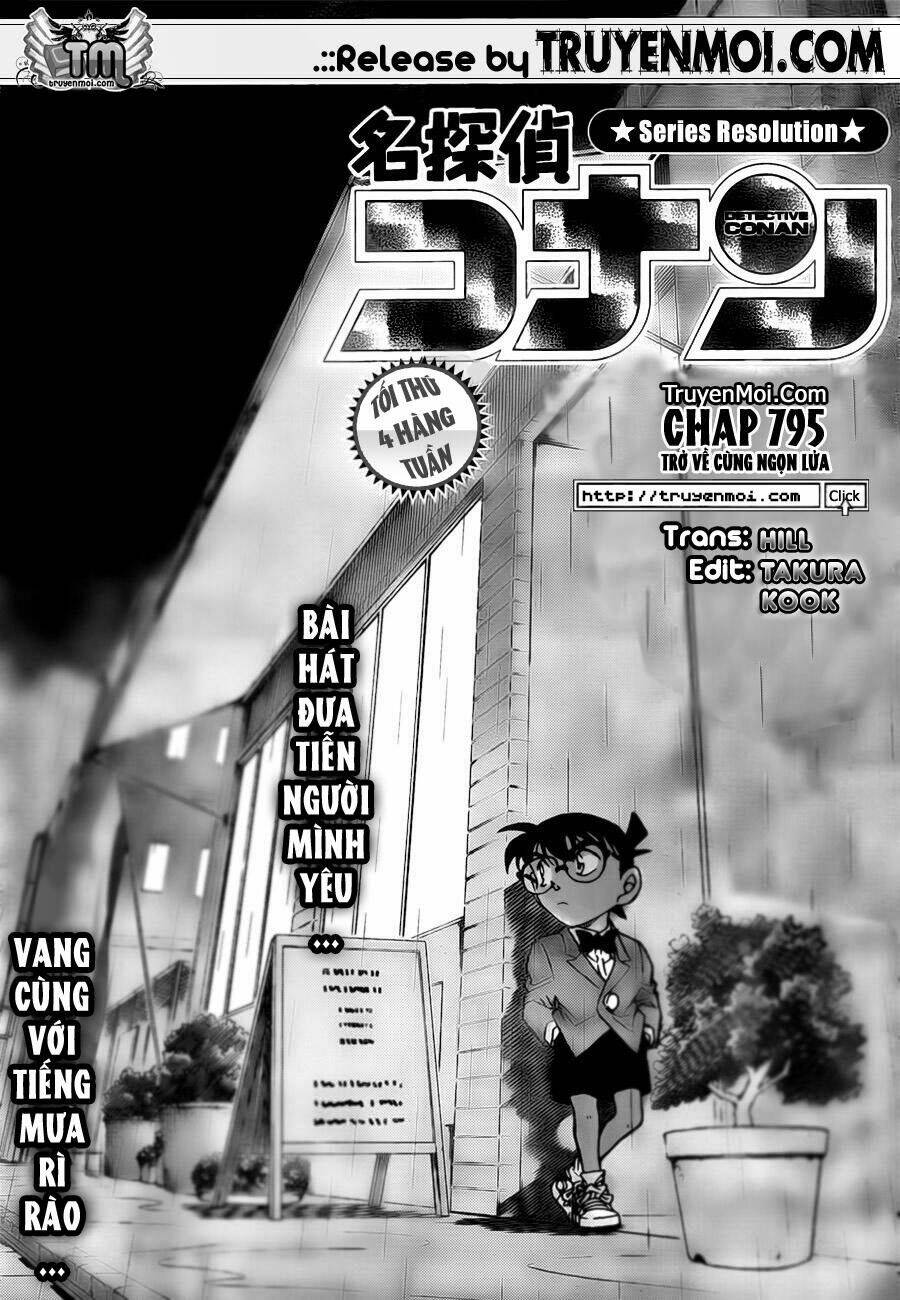 TM
truyenmoi.com
.::Release by TRUYENMOI.COM
名探偵
★ Series Resolution ★
コナン
DETECTIVE
CONAN
TỐI THỨ
4 HÀNG
TUẦN
TruyenMoi.Com
CHAP 795
TRỞ VỀ CÙNG NGỌN LỬA
http://truyenmoi.com
Click
Trans: HILL
Edit: TAKURA
KOOK
BÀI
HÁT
ĐƯA
TIỄN
NGƯỜI
MÌNH
YÊU
...
VANG
CÙNG
VỚI
TIẾNG
MƯA
RÌ
RÀO
...